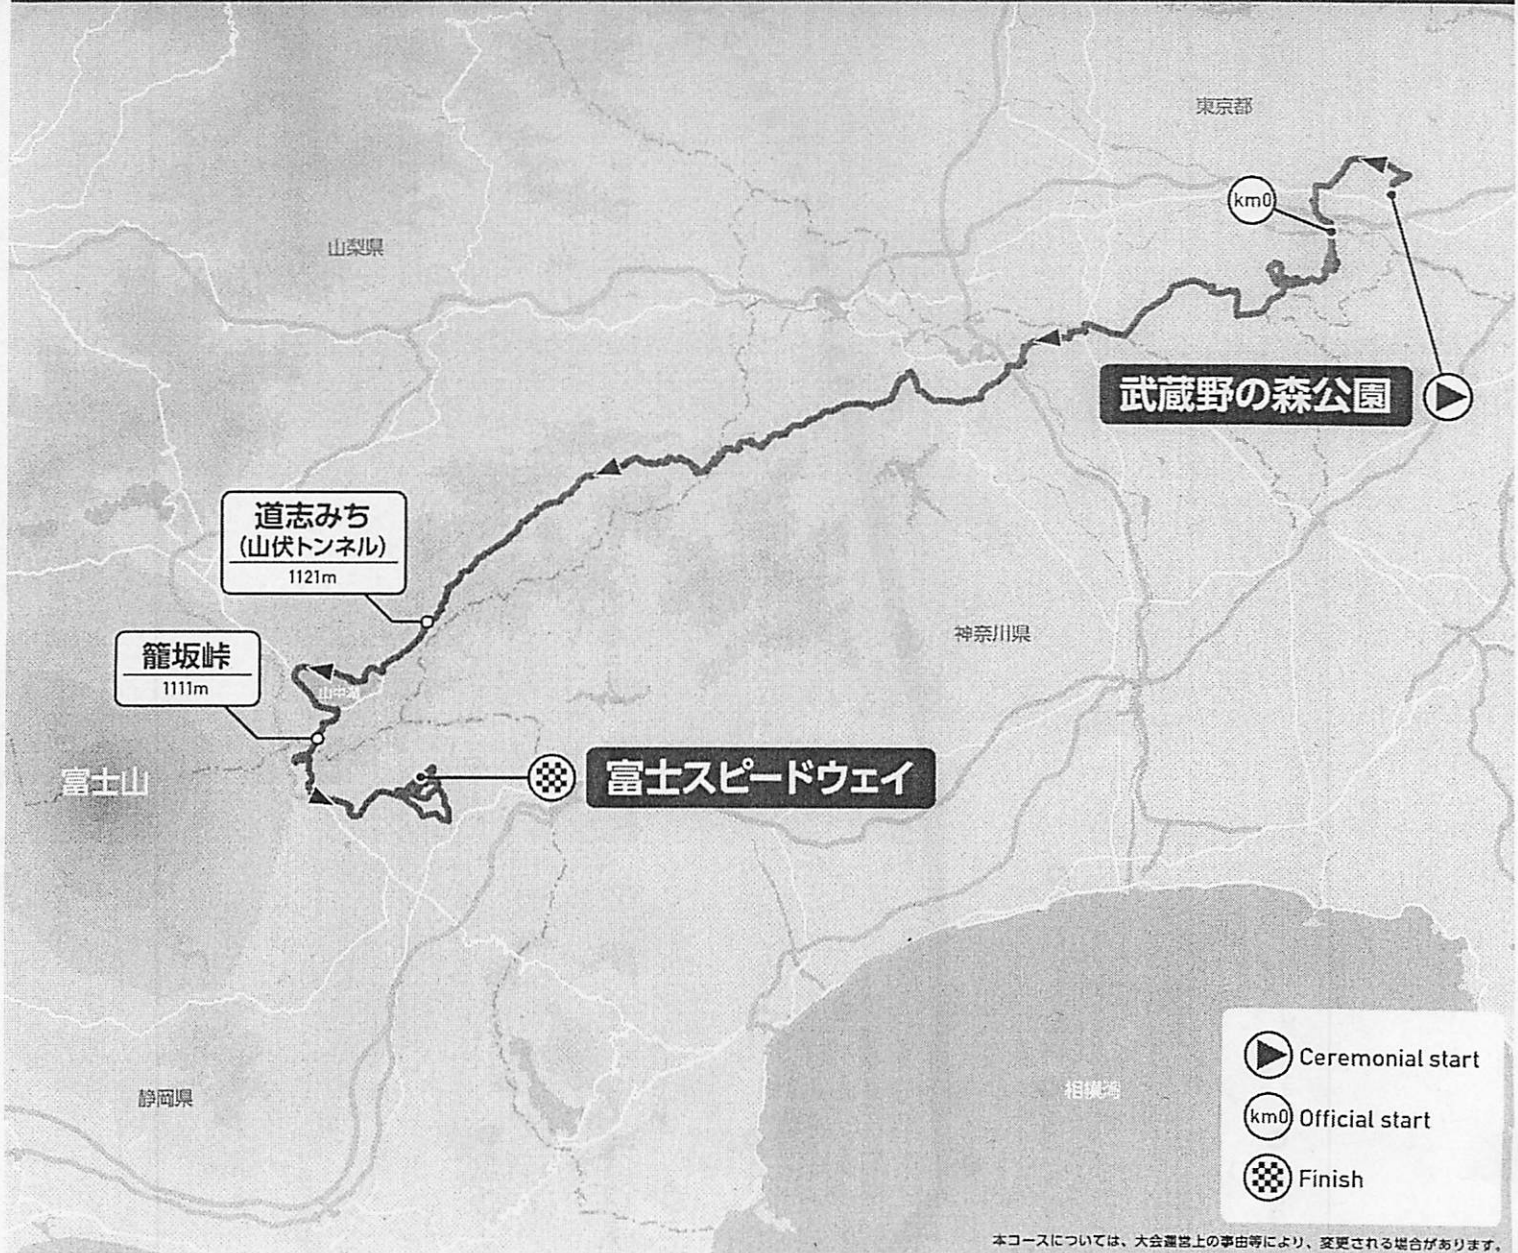 東京都
km0
山梨県
武蔵野の森公園
道志みち
(山伏トンネル)
1121m
神奈川県
籠坂峠
1111m
山中湖
富士山
富士スピードウェイ
静岡県
相模湾
Ceremonial start
km0 Official start
Finish
本コースについては、大会運営上の事由等により、変更される場合があります。